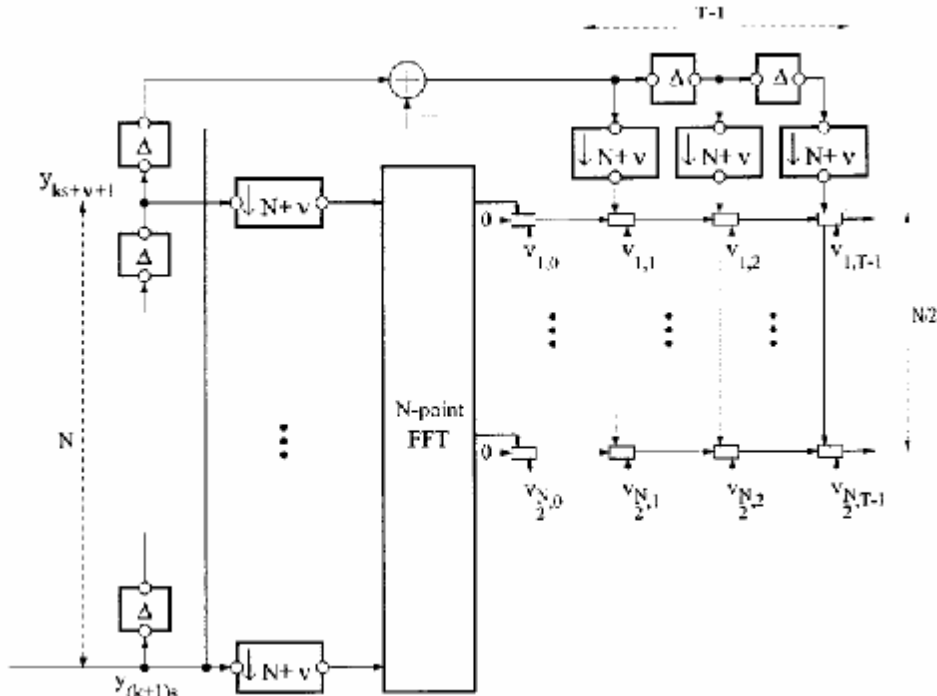 T-1
Δ
Δ
Δ
↓ N+ν
↓ N+ν
↓ N+ν
y_{ks+ν+1}
↓ N+ν
0
v_{1,0}
v_{1,1}
v_{1,2}
v_{1,T-1}
Δ
N/2
N
N-point
FFT
0
v_{N/2,0}
v_{N/2,1}
v_{N/2,2}
v_{N/2,T-1}
Δ
↓ N+ν
y_{(k+1)s}